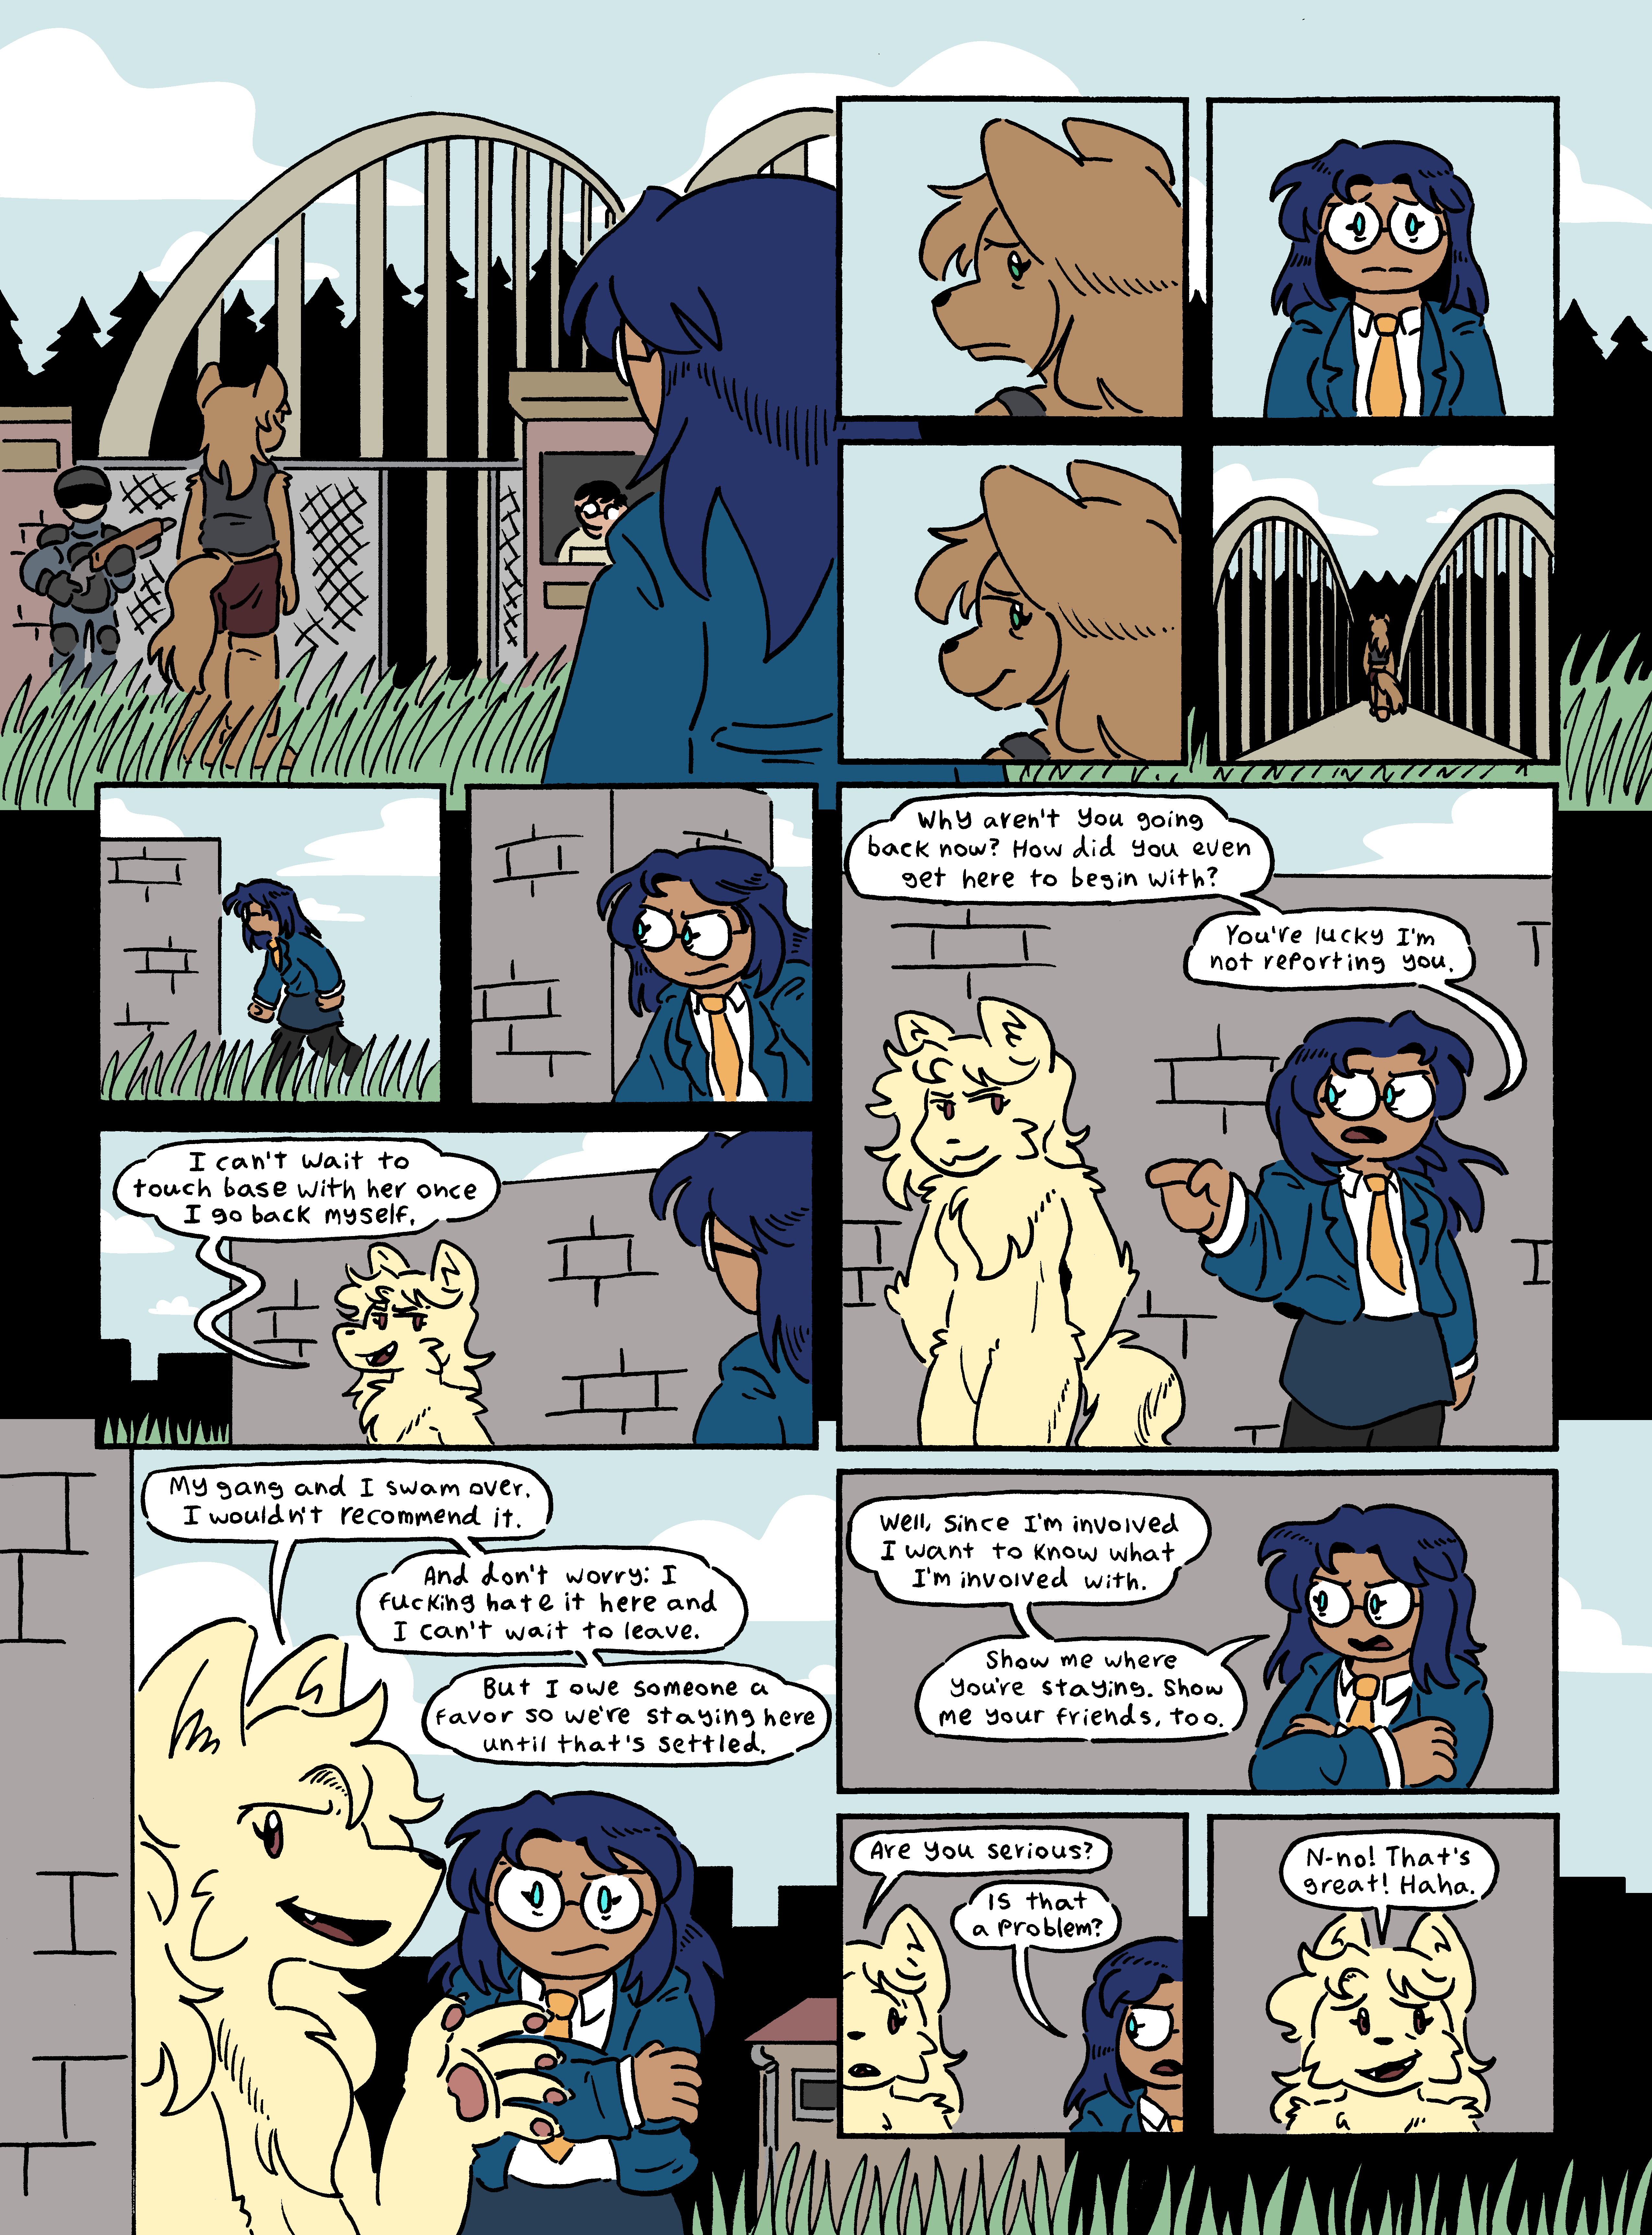 I can't wait to
touch base with her once
I go back myself.
Why aren't you going
back now? How did you even
get here to begin with?
You're lucky I'm
not reporting you.
My gang and I swam over.
I wouldn't recommend it.
And don't worry: I
fucking hate it here and
I can't wait to leave.
But I owe someone a
favor so we're staying here
until that's settled.
Well, since I'm involved
I want to know what
I'm involved with.
Show me where
you're staying. Show
me your friends, too.
Are you serious?
Is that
a problem?
N-no! That's
great! Haha.